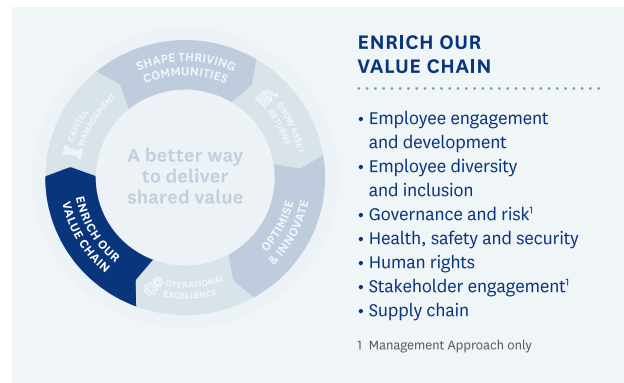 SHAPE THRIVING
COMMUNITIES
GROW ASSET
RETURNS
OPTIMISE
& INNOVATE
OPERATIONAL
EXCELLENCE
ENRICH OUR
VALUE CHAIN
CAPITAL
MANAGEMENT
A better way
to deliver
shared value
ENRICH OUR
VALUE CHAIN
• Employee engagement
and development
• Employee diversity
and inclusion
• Governance and risk¹
• Health, safety and security
• Human rights
• Stakeholder engagement¹
• Supply chain
1 Management Approach only